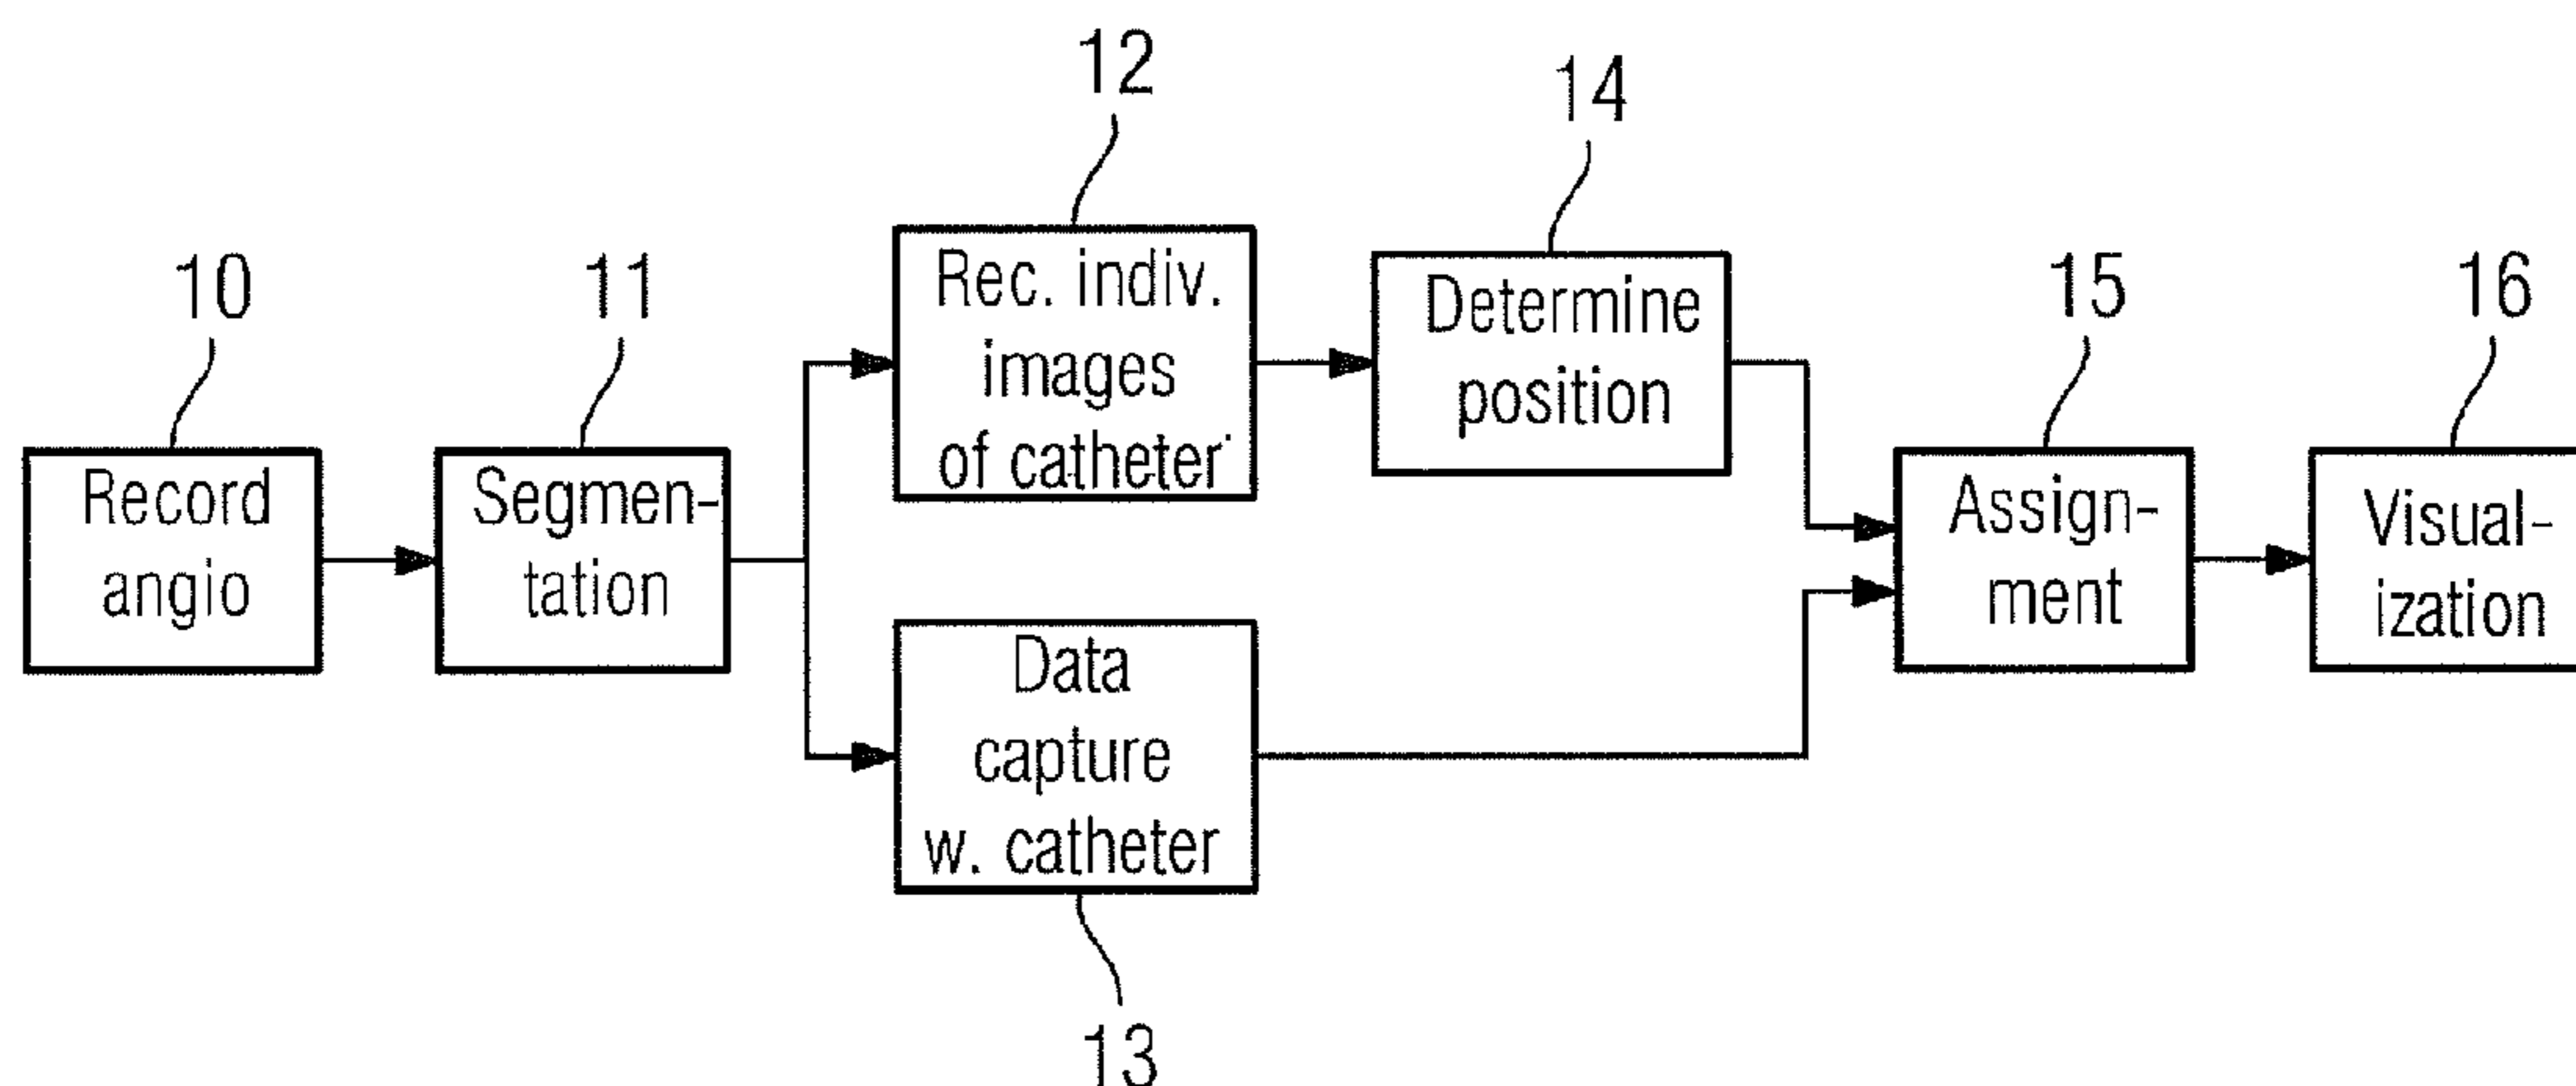 12
14
10
11
15
16
Rec. indiv.
images
of catheter
Determine
position
Record
angio
Segmen-
tation
Assign-
ment
Visual-
ization
Data
capture
w. catheter
13